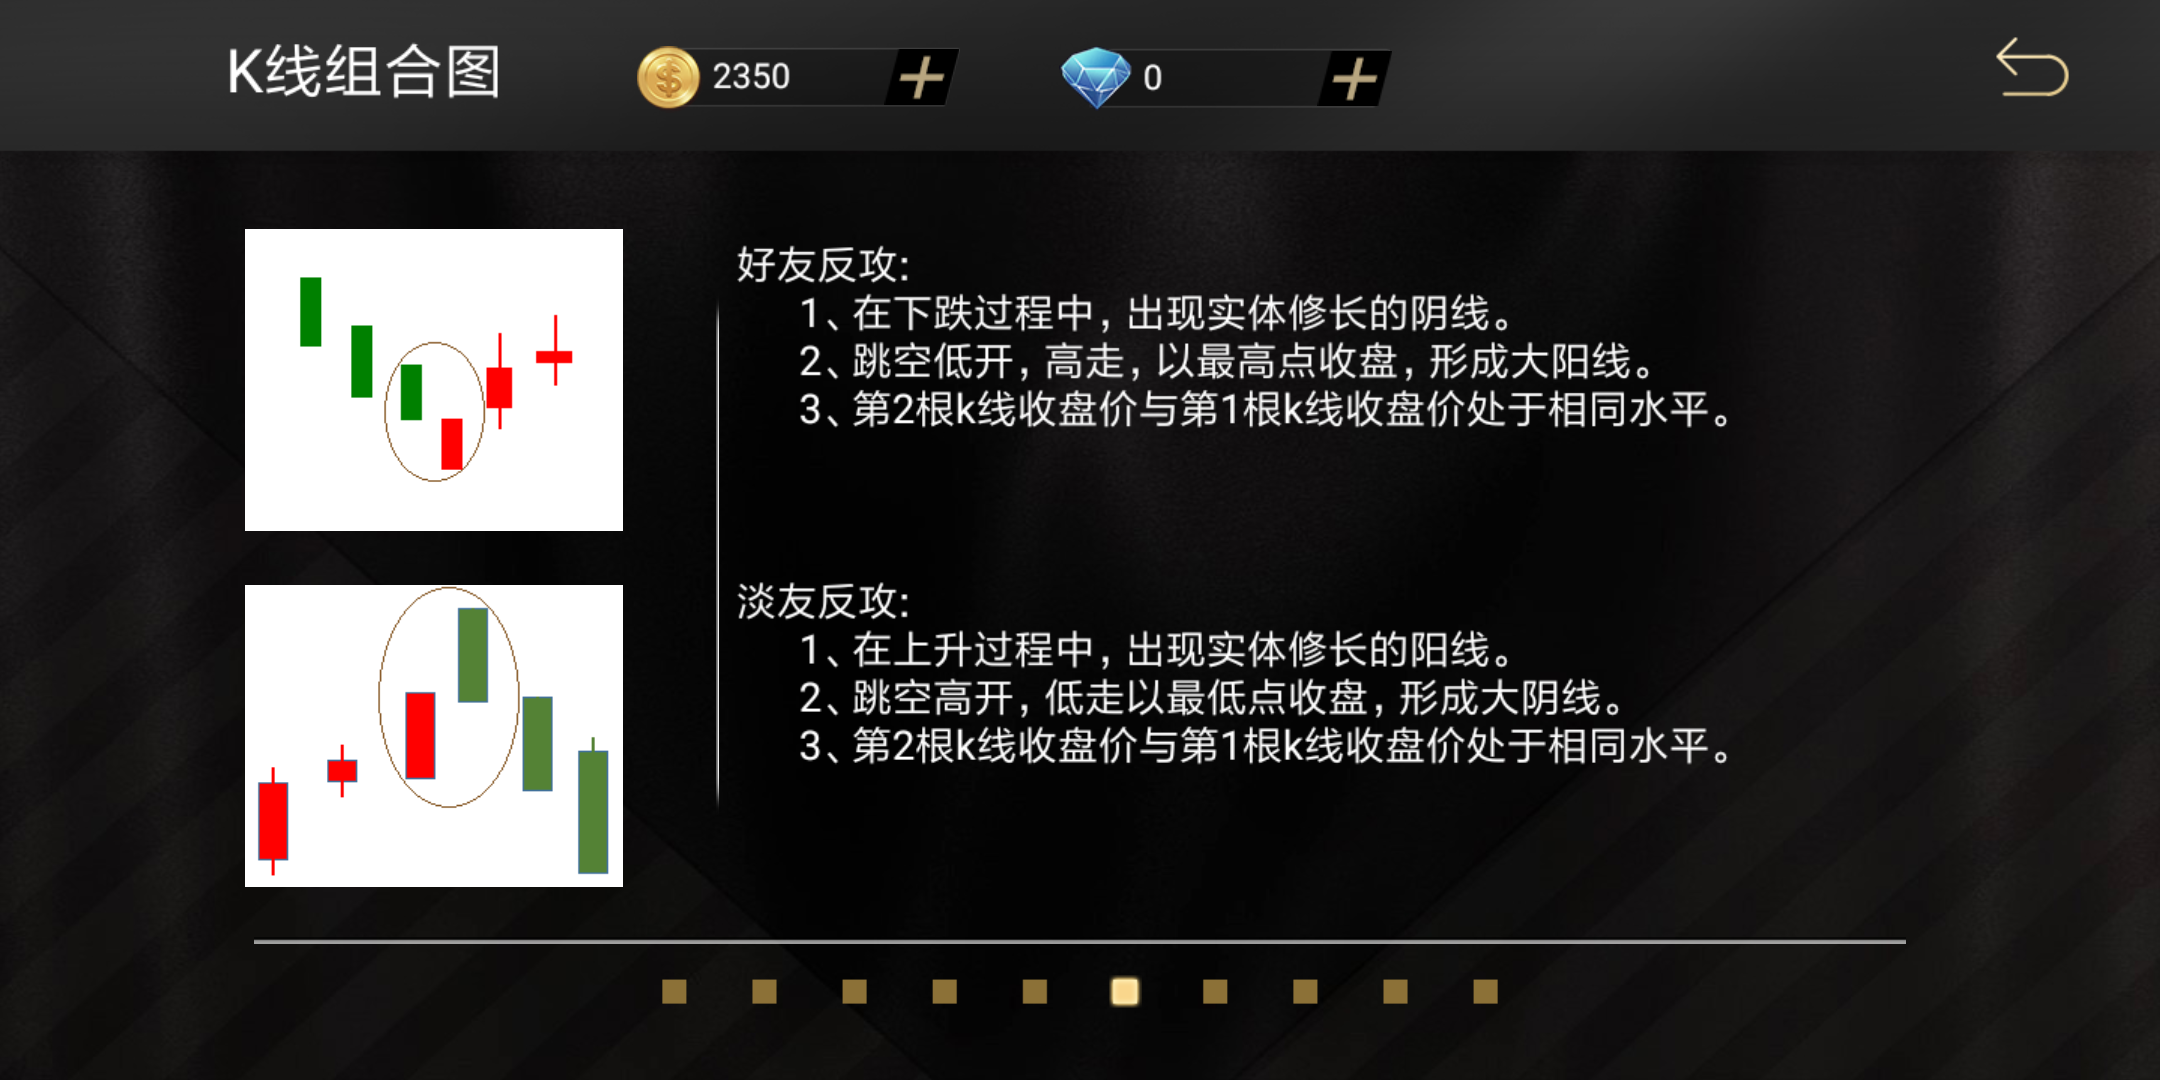 K线组合图
2350
0
好友反攻:
1、在下跌过程中，出现实体修长的阴线。
2、跳空低开，高走，以最高点收盘，形成大阳线。
3、第2根k线收盘价与第1根k线收盘价处于相同水平。
淡友反攻:
1、在上升过程中，出现实体修长的阳线。
2、跳空高开，低走以最低点收盘，形成大阴线。
3、第2根k线收盘价与第1根k线收盘价处于相同水平。